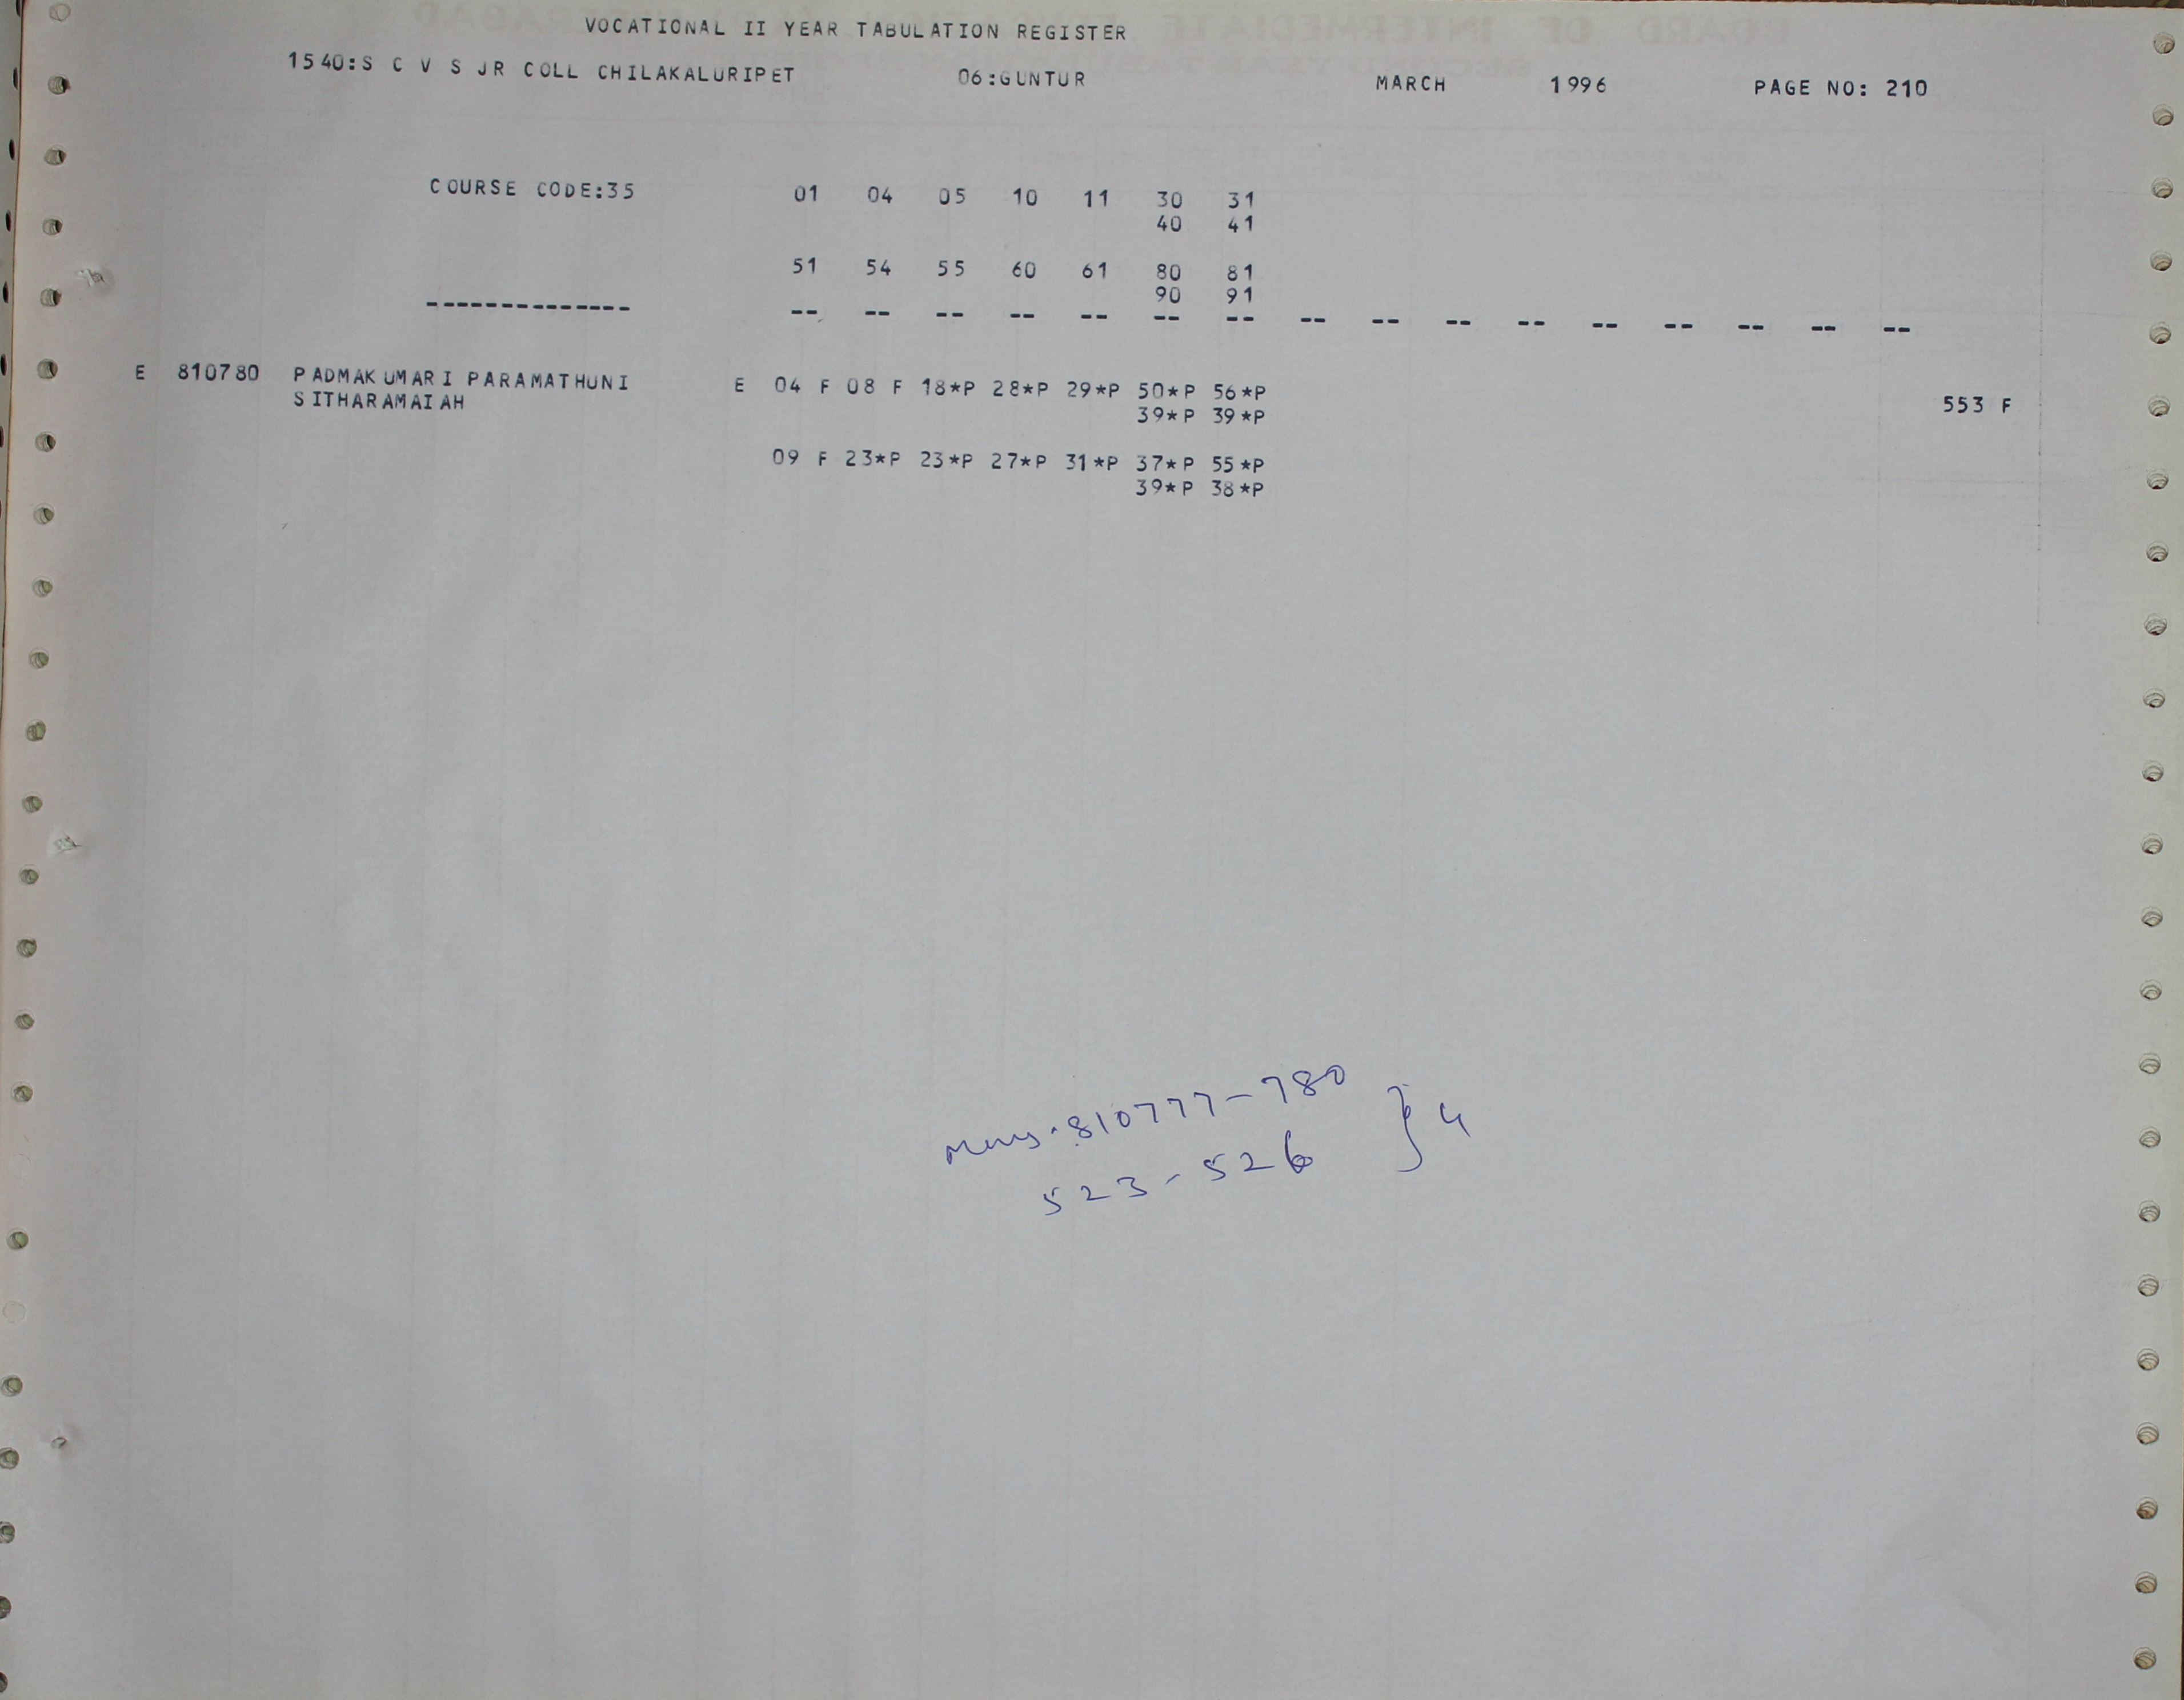 VOCATIONAL II YEAR TABULATION REGISTER
1540:S C V S JR COLL CHILAKALURIPET 06:GUNTUR MARCH 1996 PAGE NO: 210
COURSE CODE:35 01 04 05 10 11 30 31
40 41
51 54 55 60 61 80 81
90 91
-------------- -- -- -- -- -- -- -- -- -- -- -- -- -- -- -- --
E 810780 PADMAKUMARI PARAMATHUNI E 04 F 08 F 18*P 28*P 29*P 50*P 56*P
SITHARAMAIAH 39*P 39*P 553 F
09 F 23*P 23*P 27*P 31*P 37*P 55*P
39*P 38*P
810777-780
523-526 } 4